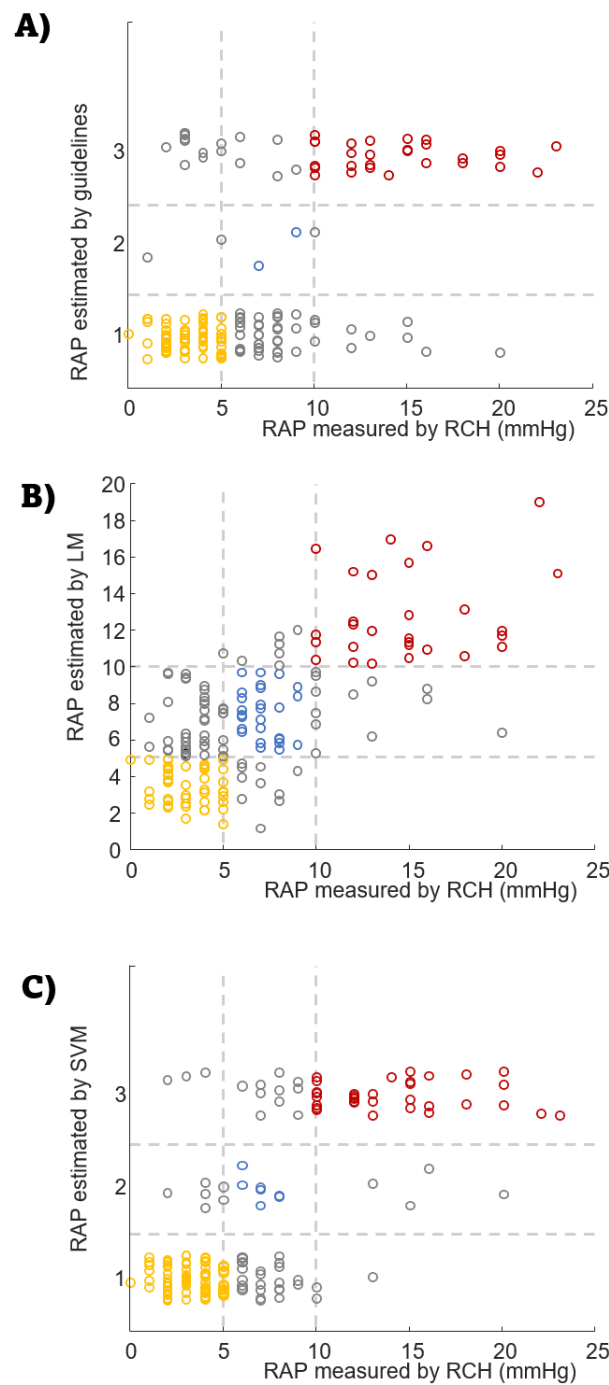 A)
RAP estimated by guidelines
3
2
1
0 5 10 15 20 25
RAP measured by RCH (mmHg)
B)
RAP estimated by LM
20
18
16
14
12
10
8
6
4
2
0
0 5 10 15 20 25
RAP measured by RCH (mmHg)
C)
RAP estimated by SVM
3
2
1
0 5 10 15 20 25
RAP measured by RCH (mmHg)